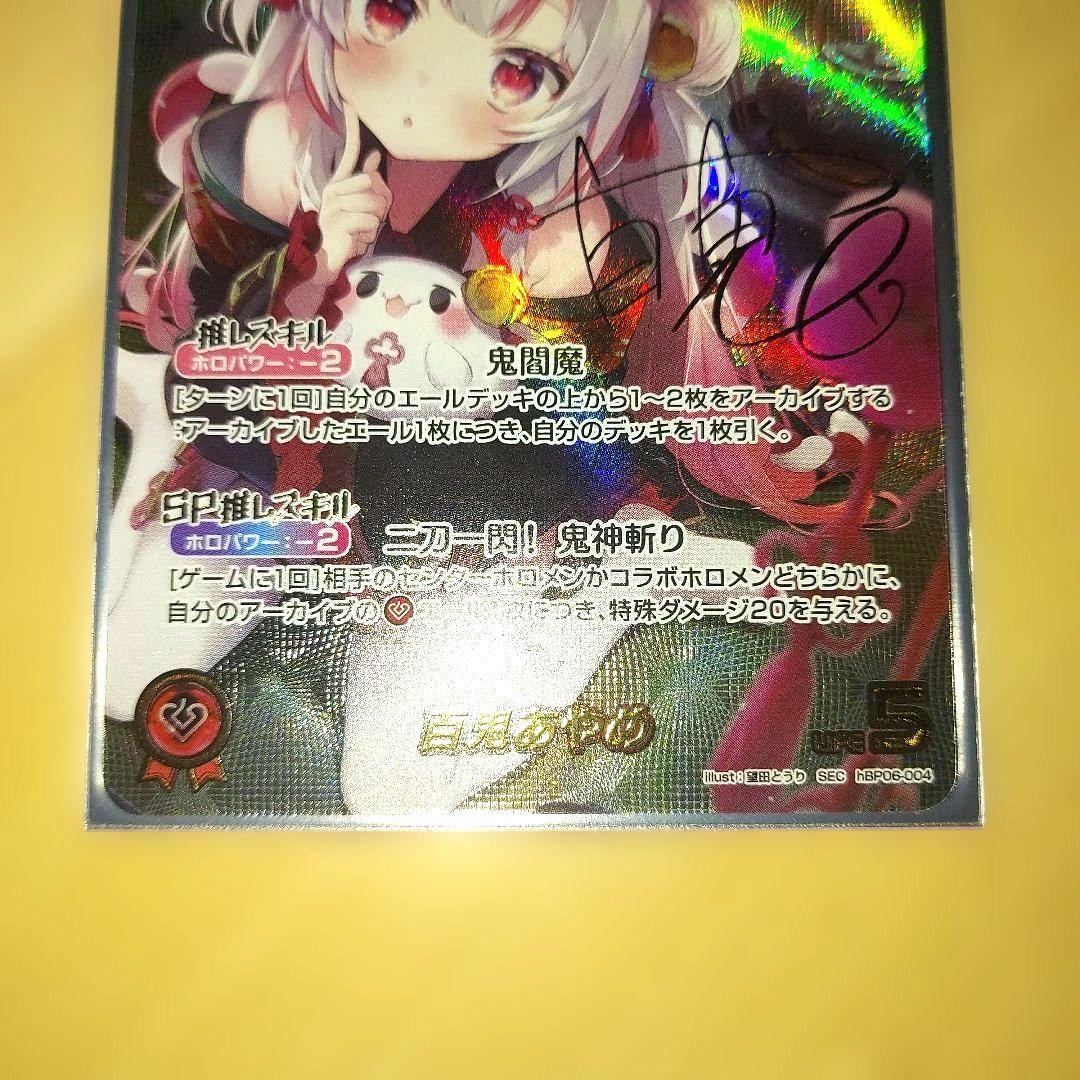 推しスキル
ホロパワー：－2
鬼閻魔
[ターンに1回]自分のエールデッキの上から1～2枚をアーカイブする
:アーカイブしたエール1枚につき、自分のデッキを1枚引く。
SP推しスキル
ホロパワー：－2
二刀一閃！ 鬼神斬り
[ゲームに1回]相手のセンターホロメンかコラボホロメンどちらかに、
自分のアーカイブの につき、特殊ダメージ20を与える。
百鬼あやめ
LIFE 5
illust：望田とうり SEC hBP06-004